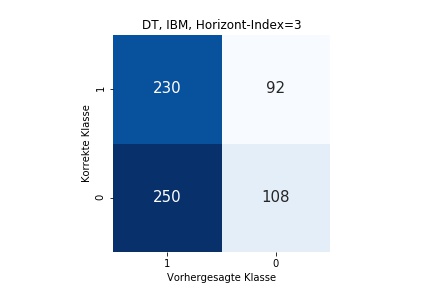 DT, IBM, Horizont-Index=3
Korrekte Klasse
1
230
92
0
250
108
1
0
Vorhergesagte Klasse